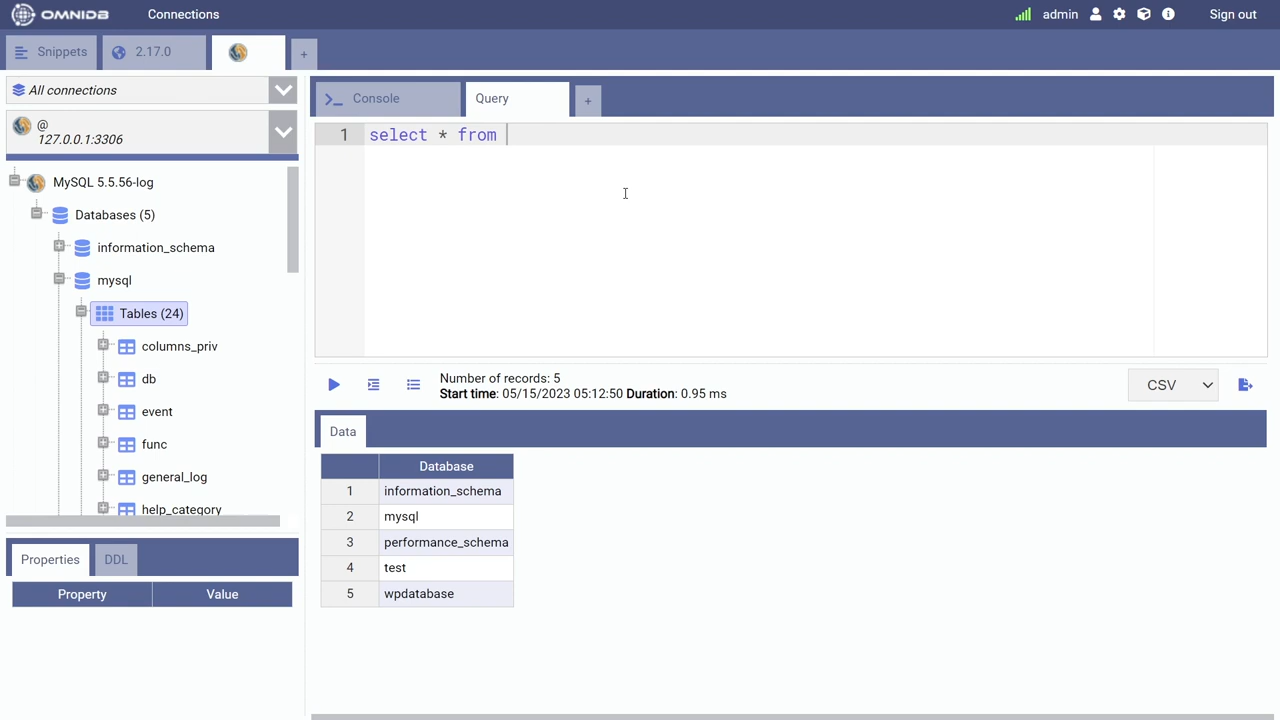 OMNIDB
Connections
admin
Sign out
Snippets
2.17.0
+
All connections
@
127.0.0.1:3306
MySQL 5.5.56-log
Databases (5)
information_schema
mysql
Tables (24)
columns_priv
db
event
func
general_log
help_category
Properties
DDL
Property
Value
Console
Query
+
1 select * from
Number of records: 5
Start time: 05/15/2023 05:12:50 Duration: 0.95 ms
CSV
Data
Database
1 information_schema
2 mysql
3 performance_schema
4 test
5 wpdatabase